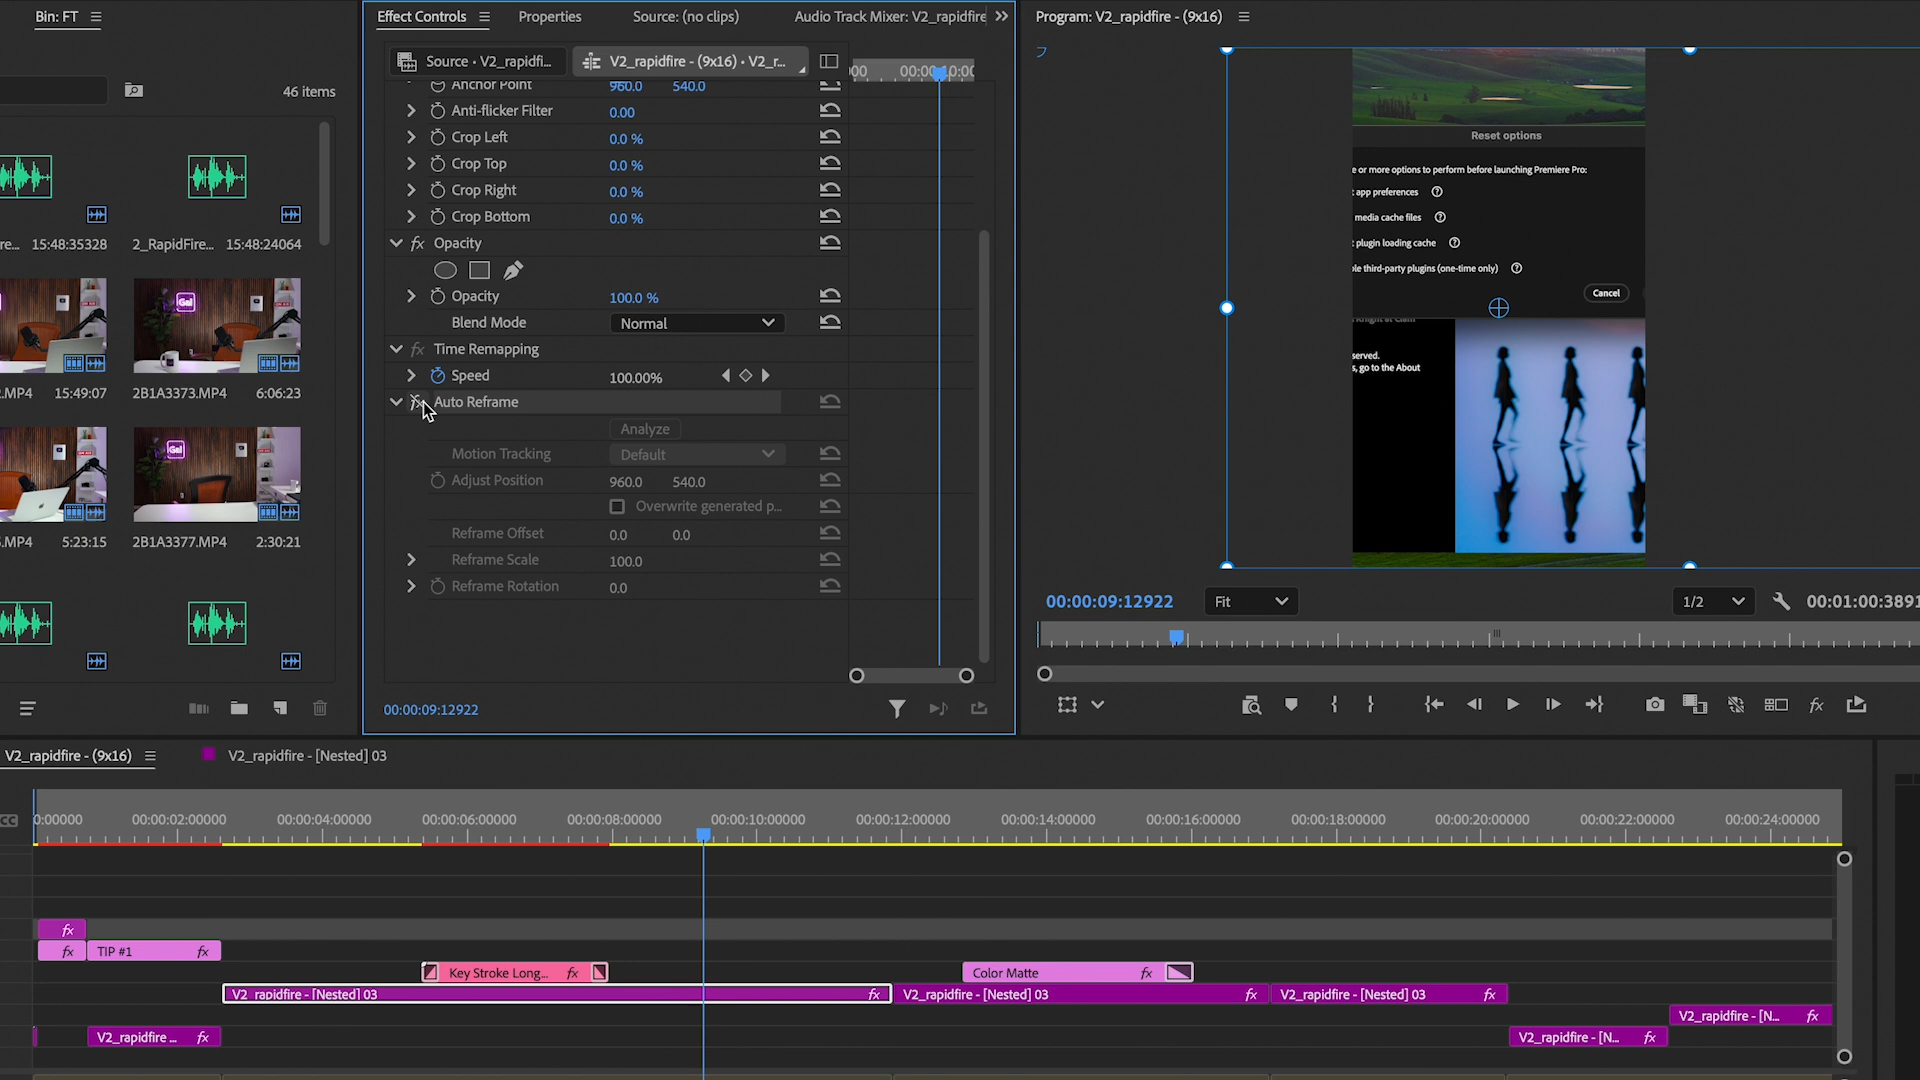 Bin: FT
46 items
re... 15:48:35328
2_RapidFire... 15:48:24064
.MP4 15:49:07
2B1A3373.MP4 6:06:23
.MP4 5:23:15
2B1A3377.MP4 2:30:21
Effect Controls
Properties
Source: (no clips)
Audio Track Mixer: V2_rapidfire
Source • V2_rapidfi...
V2_rapidfire - (9x16) • V2_r...
Anchor Point 960.0 540.0
Anti-flicker Filter 0.00
Crop Left 0.0 %
Crop Top 0.0 %
Crop Right 0.0 %
Crop Bottom 0.0 %
fx Opacity
Opacity 100.0 %
Blend Mode Normal
fx Time Remapping
Speed 100.00%
fx Auto Reframe
Analyze
Motion Tracking Default
Adjust Position 960.0 540.0
Overwrite generated p...
Reframe Offset 0.0 0.0
Reframe Scale 100.0
Reframe Rotation 0.0
00:00:09:12922
Program: V2_rapidfire - (9x16)
Reset options
e or more options to perform before launching Premiere Pro:
app preferences
media cache files
plugin loading cache
le third-party plugins (one-time only)
Cancel
served.
s, go to the About
00:00:09:12922
Fit
1/2
00:01:00:3891
fx
V2_rapidfire - (9x16)
V2_rapidfire - [Nested] 03
CC
0:00000 00:00:02:00000 00:00:04:00000 00:00:06:00000 00:00:08:00000 00:00:10:00000 00:00:12:00000 00:00:14:00000 00:00:16:00000 00:00:18:00000 00:00:20:00000 00:00:22:00000 00:00:24:00000
fx
fx TIP #1 fx
Key Stroke Long... fx
Color Matte fx
V2_rapidfire - [Nested] 03 fx
V2_rapidfire - [Nested] 03 fx
V2_rapidfire - [Nested] 03 fx
V2_rapidfire - [N... fx
V2_rapidfire ... fx
V2_rapidfire - [N... fx